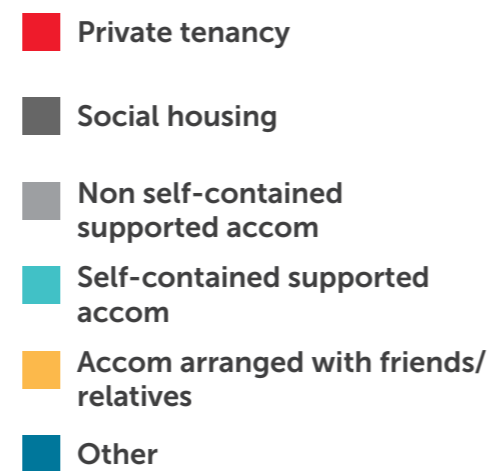 Private tenancy
Social housing
Non self-contained
supported accom
Self-contained supported
accom
Accom arranged with friends/
relatives
Other